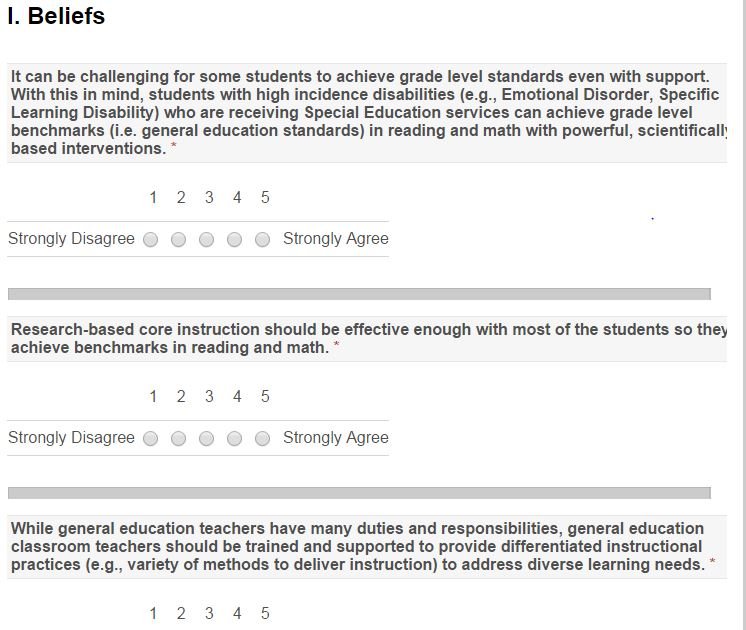 I. Beliefs
It can be challenging for some students to achieve grade level standards even with support.
With this in mind, students with high incidence disabilities (e.g., Emotional Disorder, Specific
Learning Disability) who are receiving Special Education services can achieve grade level
benchmarks (i.e. general education standards) in reading and math with powerful, scientifically
based interventions. *
1 2 3 4 5
Strongly Disagree Strongly Agree
Research-based core instruction should be effective enough with most of the students so they
achieve benchmarks in reading and math. *
1 2 3 4 5
Strongly Disagree Strongly Agree
While general education teachers have many duties and responsibilities, general education
classroom teachers should be trained and supported to provide differentiated instructional
practices (e.g., variety of methods to deliver instruction) to address diverse learning needs. *
1 2 3 4 5